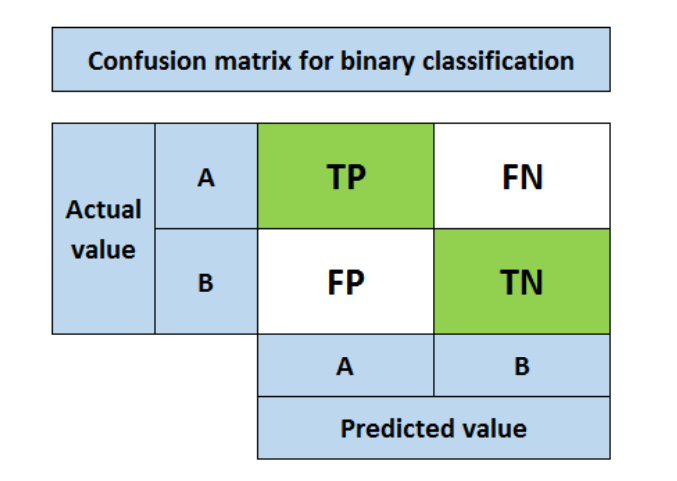 Confusion matrix for binary classification
Actual
value
A
TP
FN
B
FP
TN
A
B
Predicted value